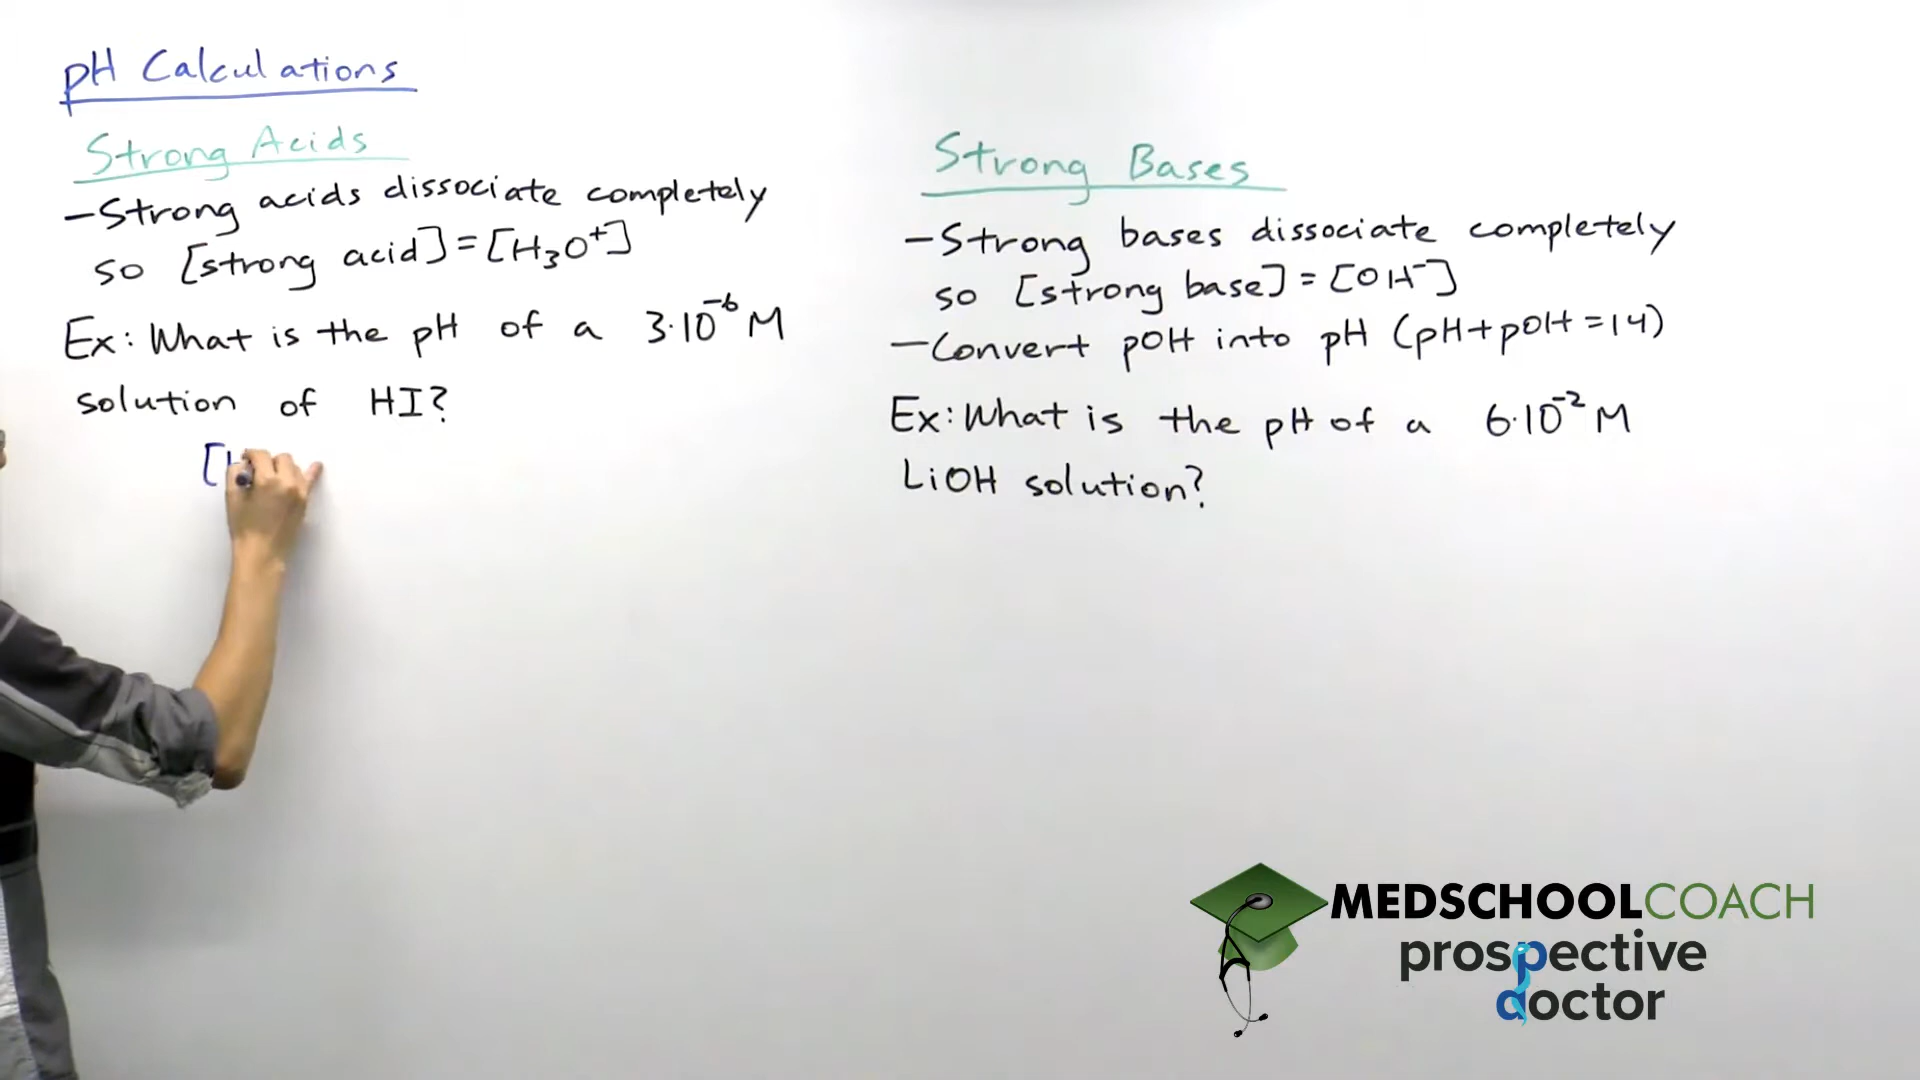 pH Calculations
Strong Acids
-Strong acids dissociate completely
so [strong acid]=[H₃O⁺]
Ex: What is the pH of a 3·10⁻⁶ M
solution of HI?
[H
Strong Bases
-Strong bases dissociate completely
so [strong base]=[OH⁻]
-Convert pOH into pH (pH+pOH=14)
Ex: What is the pH of a 6·10⁻² M
LiOH solution?
MEDSCHOOLCOACH
prospective
doctor